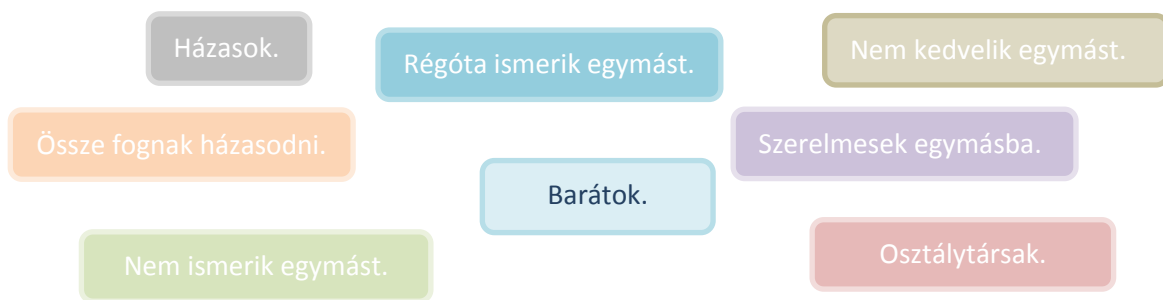 Házasok.
Régóta ismerik egymást.
Nem kedvelik egymást.
Össze fognak házasodni.
Szerelmesek egymásba.
Barátok.
Nem ismerik egymást.
Osztálytársak.